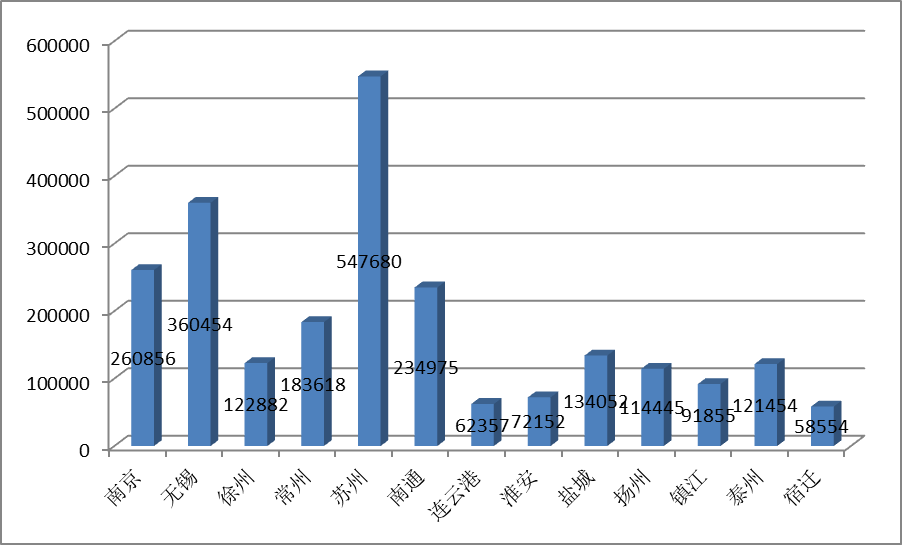 600000
500000
400000
300000
200000
100000
0
260856
360454
122882
183618
547680
234975
62357
72152
134052
114445
91855
121454
58554
南京
无锡
徐州
常州
苏州
南通
连云港
淮安
盐城
扬州
镇江
泰州
宿迁